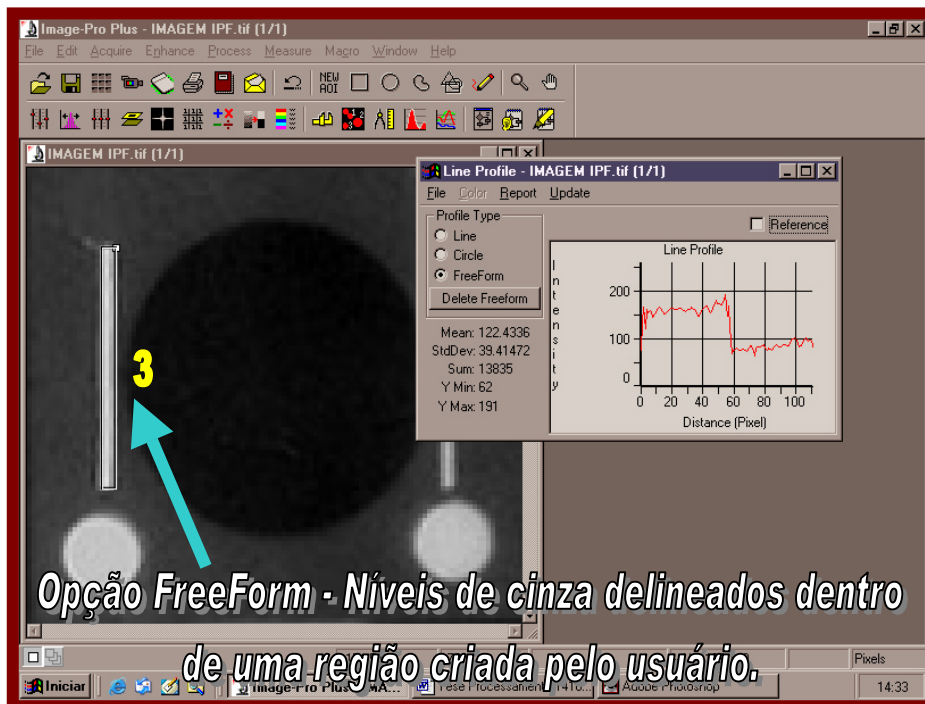 Image-Pro Plus - IMAGEM IPF.tif (1/1)
File Edit Acquire Enhance Process Measure Macro Window Help
NEW
AOI
IMAGEM IPF.tif (1/1)
Line Profile - IMAGEM IPF.tif (1/1)
File Color Report Update
Profile Type
Line
Circle
FreeForm
Delete Freeform
Reference
Mean: 122.4336
StdDev: 39.41472
Sum: 13835
Y Min: 62
Y Max: 191
Line Profile
Intensity
200
100
0
0 20 40 60 80 100
Distance (Pixel)
3
Opção FreeForm - Níveis de cinza delineados dentro
de uma região criada pelo usuário.
Pixels
Iniciar
Image-Pro Plus
Tese Processament
Adobe Photoshop
14:33